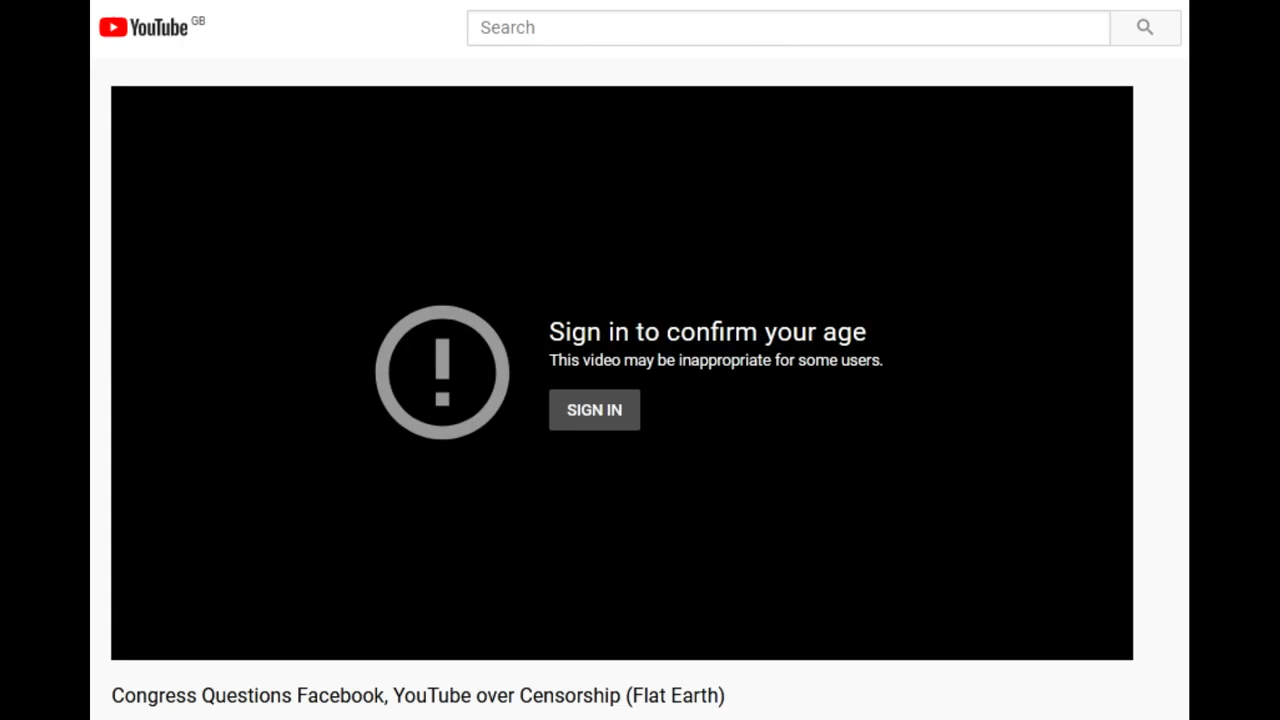 YouTube GB
Search
Sign in to confirm your age
This video may be inappropriate for some users.
SIGN IN
Congress Questions Facebook, YouTube over Censorship (Flat Earth)